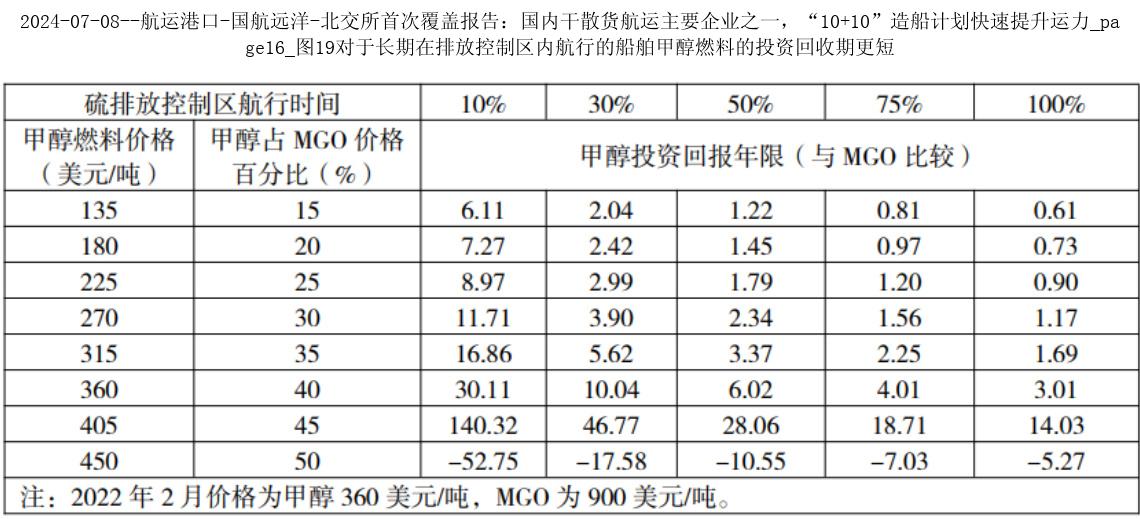 2024-07-08--航运港口-国航远洋-北交所首次覆盖报告：国内干散货航运主要企业之一，“10+10”造船计划快速提升运力_pa
ge16_图19对于长期在排放控制区内航行的船舶甲醇燃料的投资回收期更短
硫排放控制区航行时间 10% 30% 50% 75% 100%
甲醇燃料价格 甲醇占 MGO 价格 甲醇投资回报年限（与 MGO 比较）
（美元/吨） 百分比（%）
135 15 6.11 2.04 1.22 0.81 0.61
180 20 7.27 2.42 1.45 0.97 0.73
225 25 8.97 2.99 1.79 1.20 0.90
270 30 11.71 3.90 2.34 1.56 1.17
315 35 16.86 5.62 3.37 2.25 1.69
360 40 30.11 10.04 6.02 4.01 3.01
405 45 140.32 46.77 28.06 18.71 14.03
450 50 -52.75 -17.58 -10.55 -7.03 -5.27
注：2022 年 2 月价格为甲醇 360 美元/吨，MGO 为 900 美元/吨。